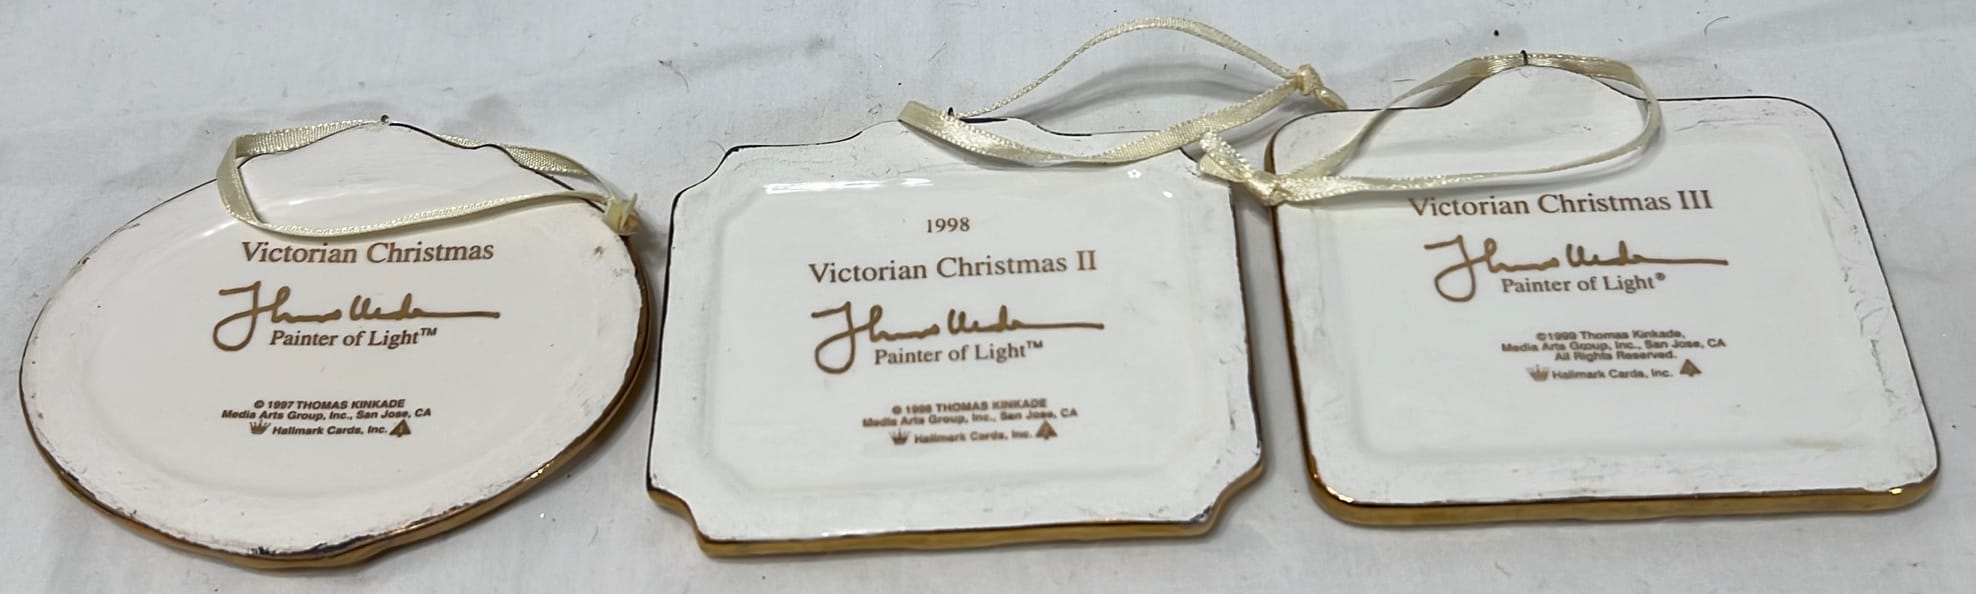 Victorian Christmas
Painter of Light™
© 1997 THOMAS KINKADE
Media Arts Group, Inc., San Jose, CA
Hallmark Cards, Inc.
1998
Victorian Christmas II
Painter of Light™
© 1998 THOMAS KINKADE
Media Arts Group, Inc., San Jose, CA
Hallmark Cards, Inc.
Victorian Christmas III
Painter of Light®
©1999 Thomas Kinkade,
Media Arts Group, Inc., San Jose, CA
All Rights Reserved.
Hallmark Cards, Inc.